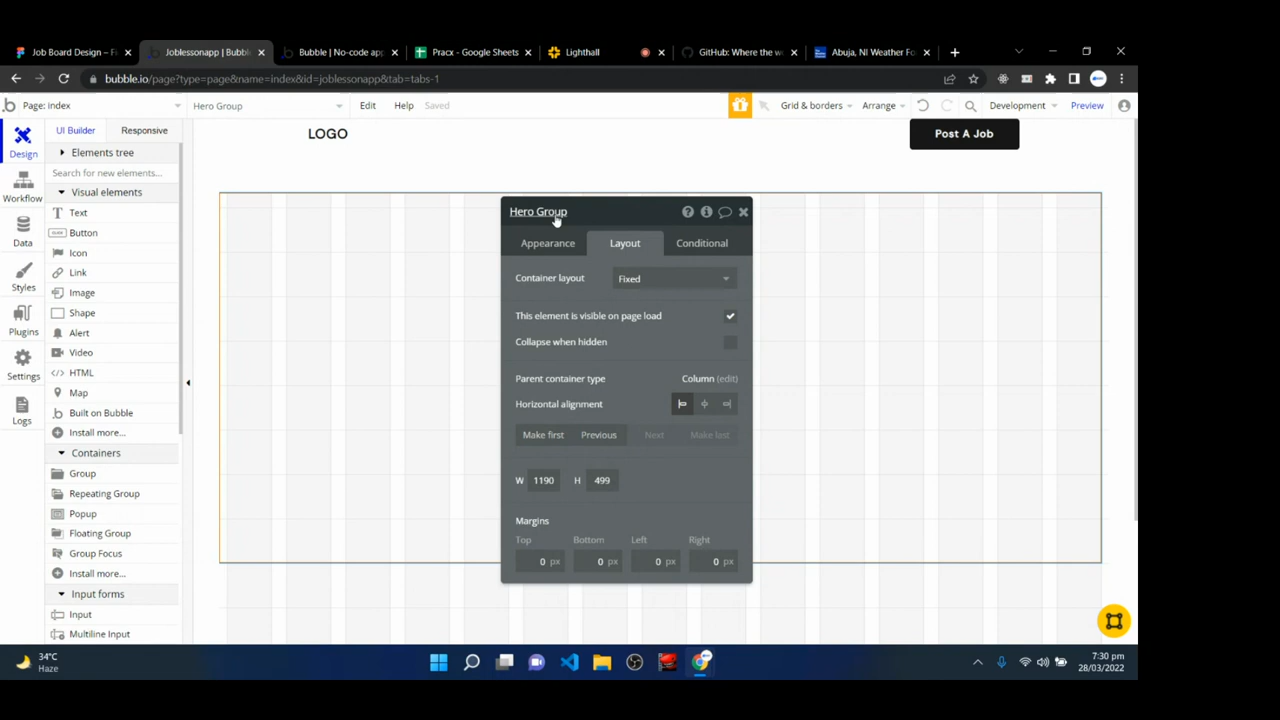 Job Board Design – F
Joblessonapp | Bubbl
Bubble | No-code app
Pracx - Google Sheets
Lighthall
GitHub: Where the w
Abuja, NI Weather Fo
bubble.io/page?type=page&name=index&id=joblessonapp&tab=tabs-1
Page: index
Hero Group
Edit
Help
Saved
Grid & borders
Arrange
Development
Preview
Design
Workflow
Data
Styles
Plugins
Settings
Logs
UI Builder
Responsive
Elements tree
Search for new elements...
Visual elements
Text
CLICK Button
Icon
Link
Image
Shape
Alert
Video
</> HTML
Map
Built on Bubble
Install more...
Containers
Group
Repeating Group
Popup
Floating Group
Group Focus
Install more...
Input forms
Input
Multiline Input
LOGO
Post A Job
Hero Group
Appearance
Layout
Conditional
Container layout
Fixed
This element is visible on page load
Collapse when hidden
Parent container type
Column (edit)
Horizontal alignment
Make first
Previous
Next
Make last
W 1190 H 499
Margins
Top Bottom Left Right
0 px 0 px 0 px 0 px
34°C
Haze
7:30 pm
28/03/2022